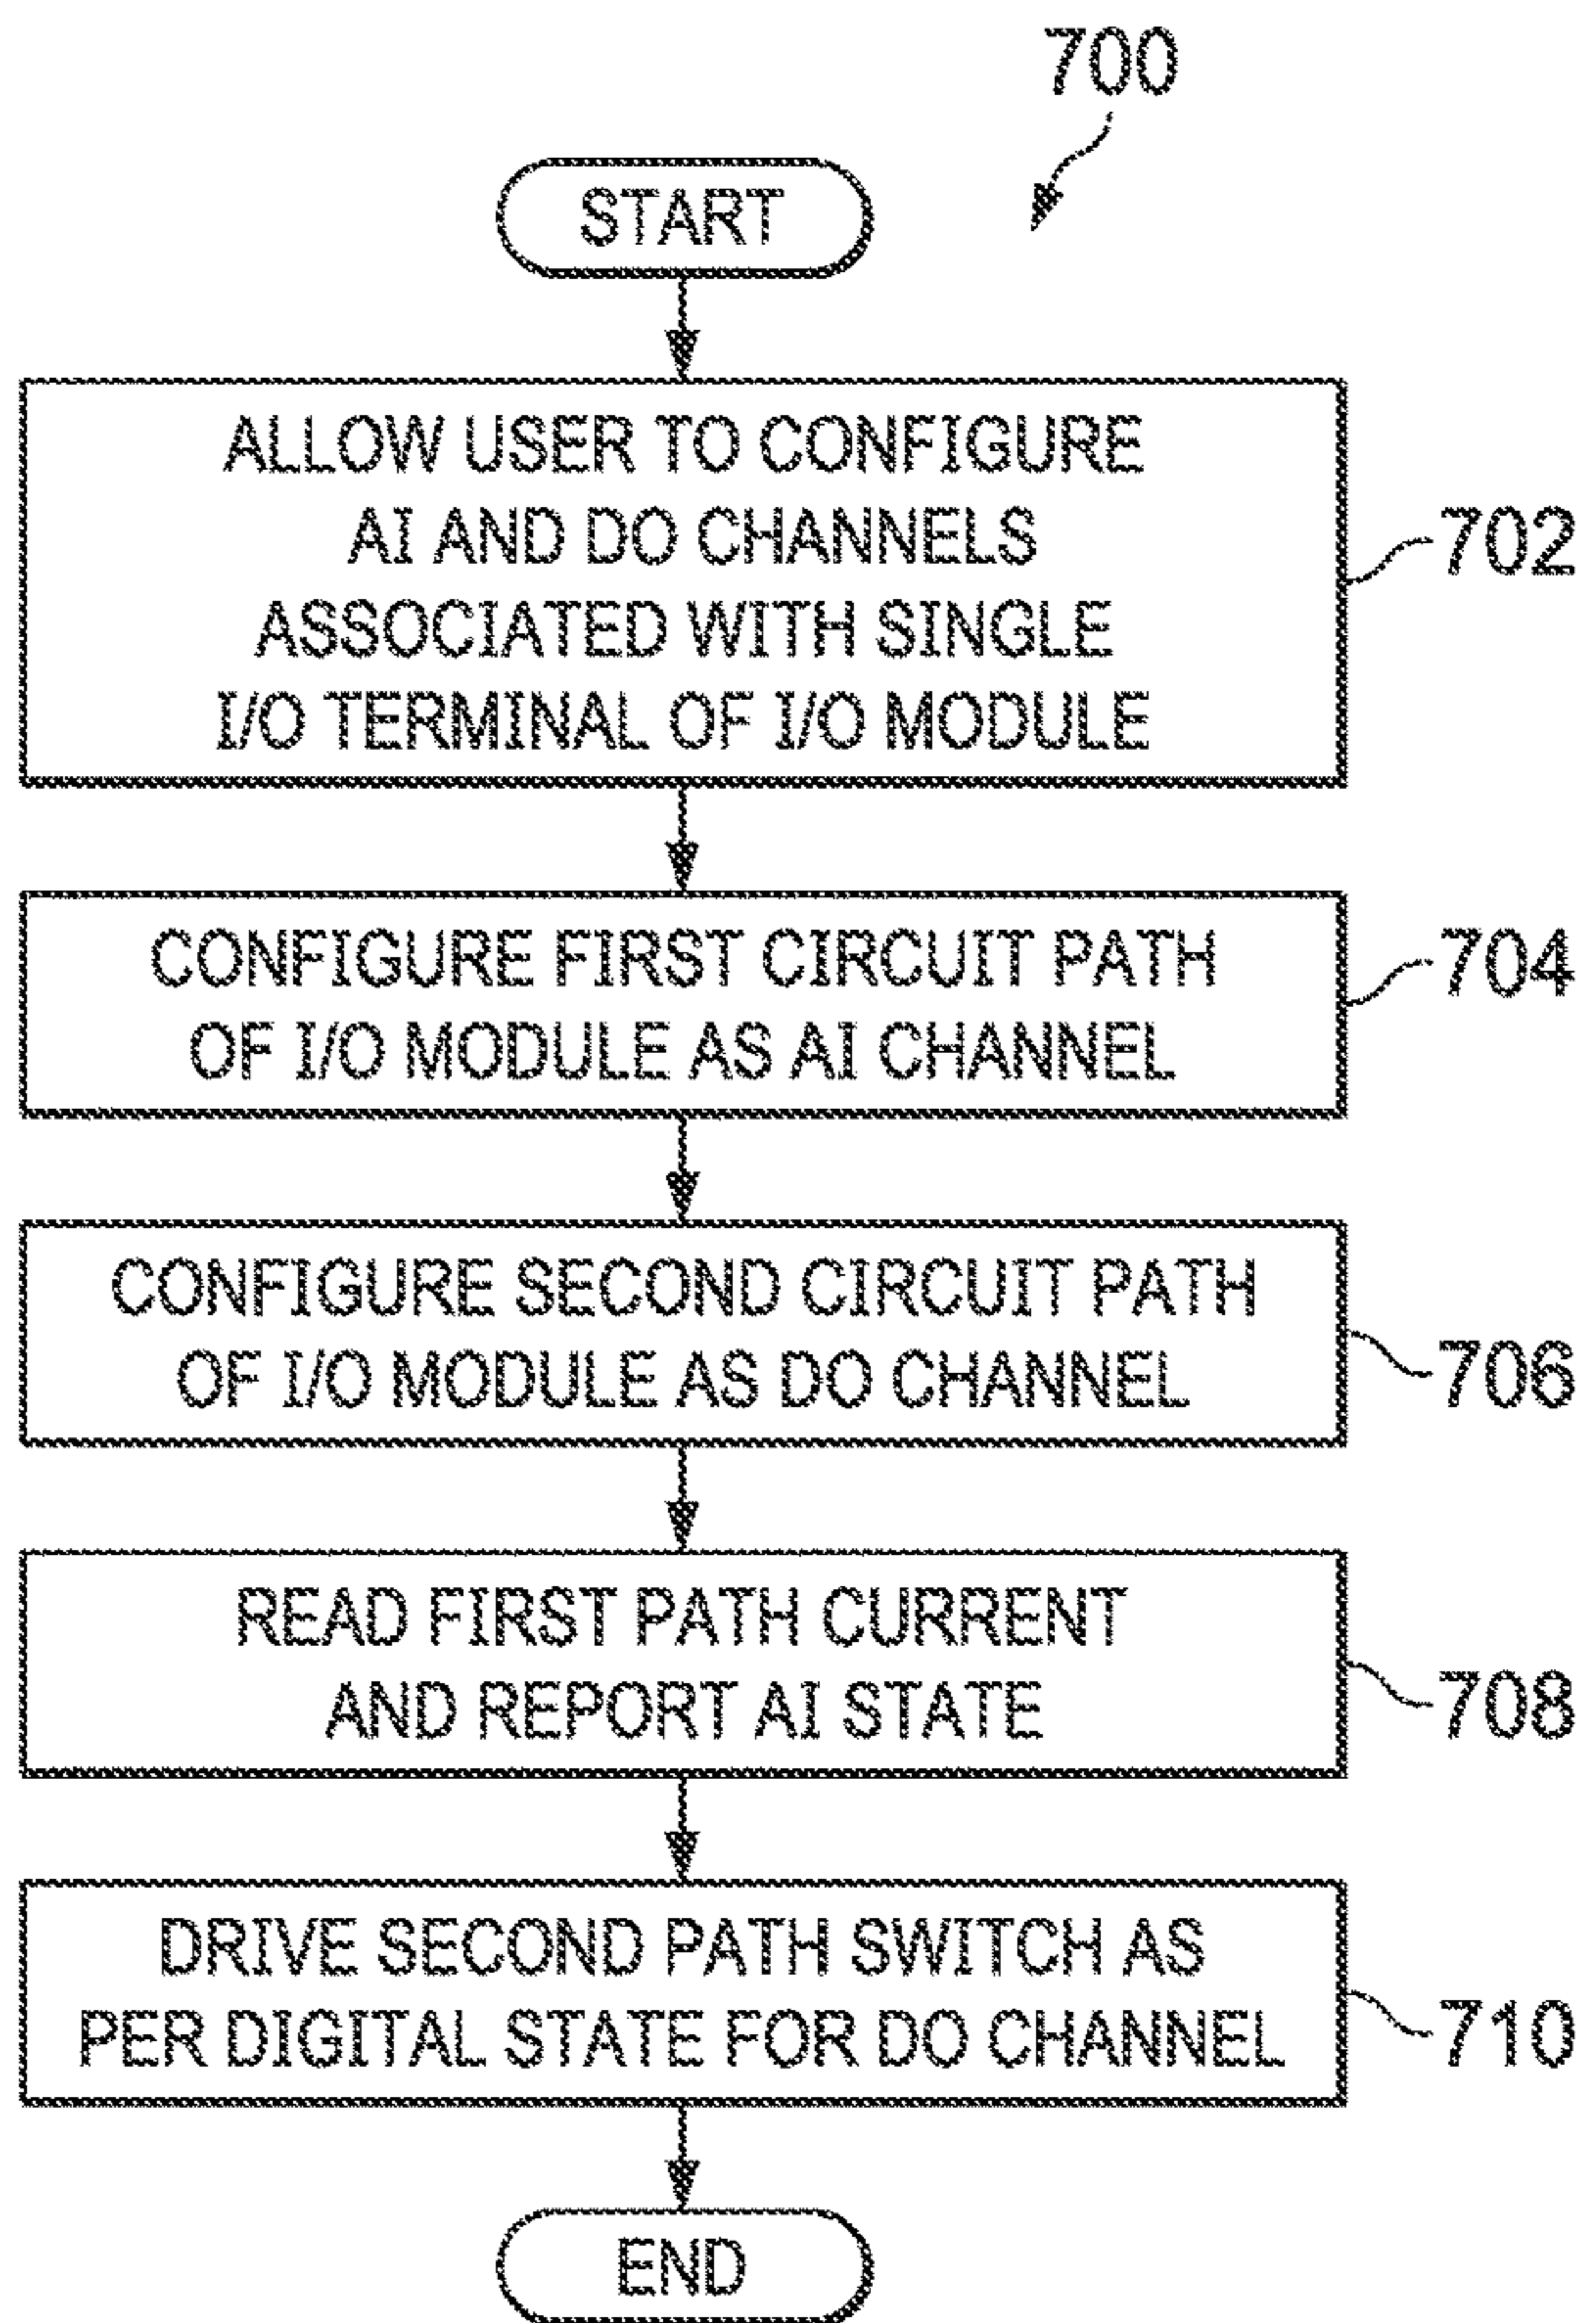 700
START
ALLOW USER TO CONFIGURE
AI AND DO CHANNELS
ASSOCIATED WITH SINGLE
I/O TERMINAL OF I/O MODULE
702
CONFIGURE FIRST CIRCUIT PATH
OF I/O MODULE AS AI CHANNEL
704
CONFIGURE SECOND CIRCUIT PATH
OF I/O MODULE AS DO CHANNEL
706
READ FIRST PATH CURRENT
AND REPORT AI STATE
708
DRIVE SECOND PATH SWITCH AS
PER DIGITAL STATE FOR DO CHANNEL
710
END